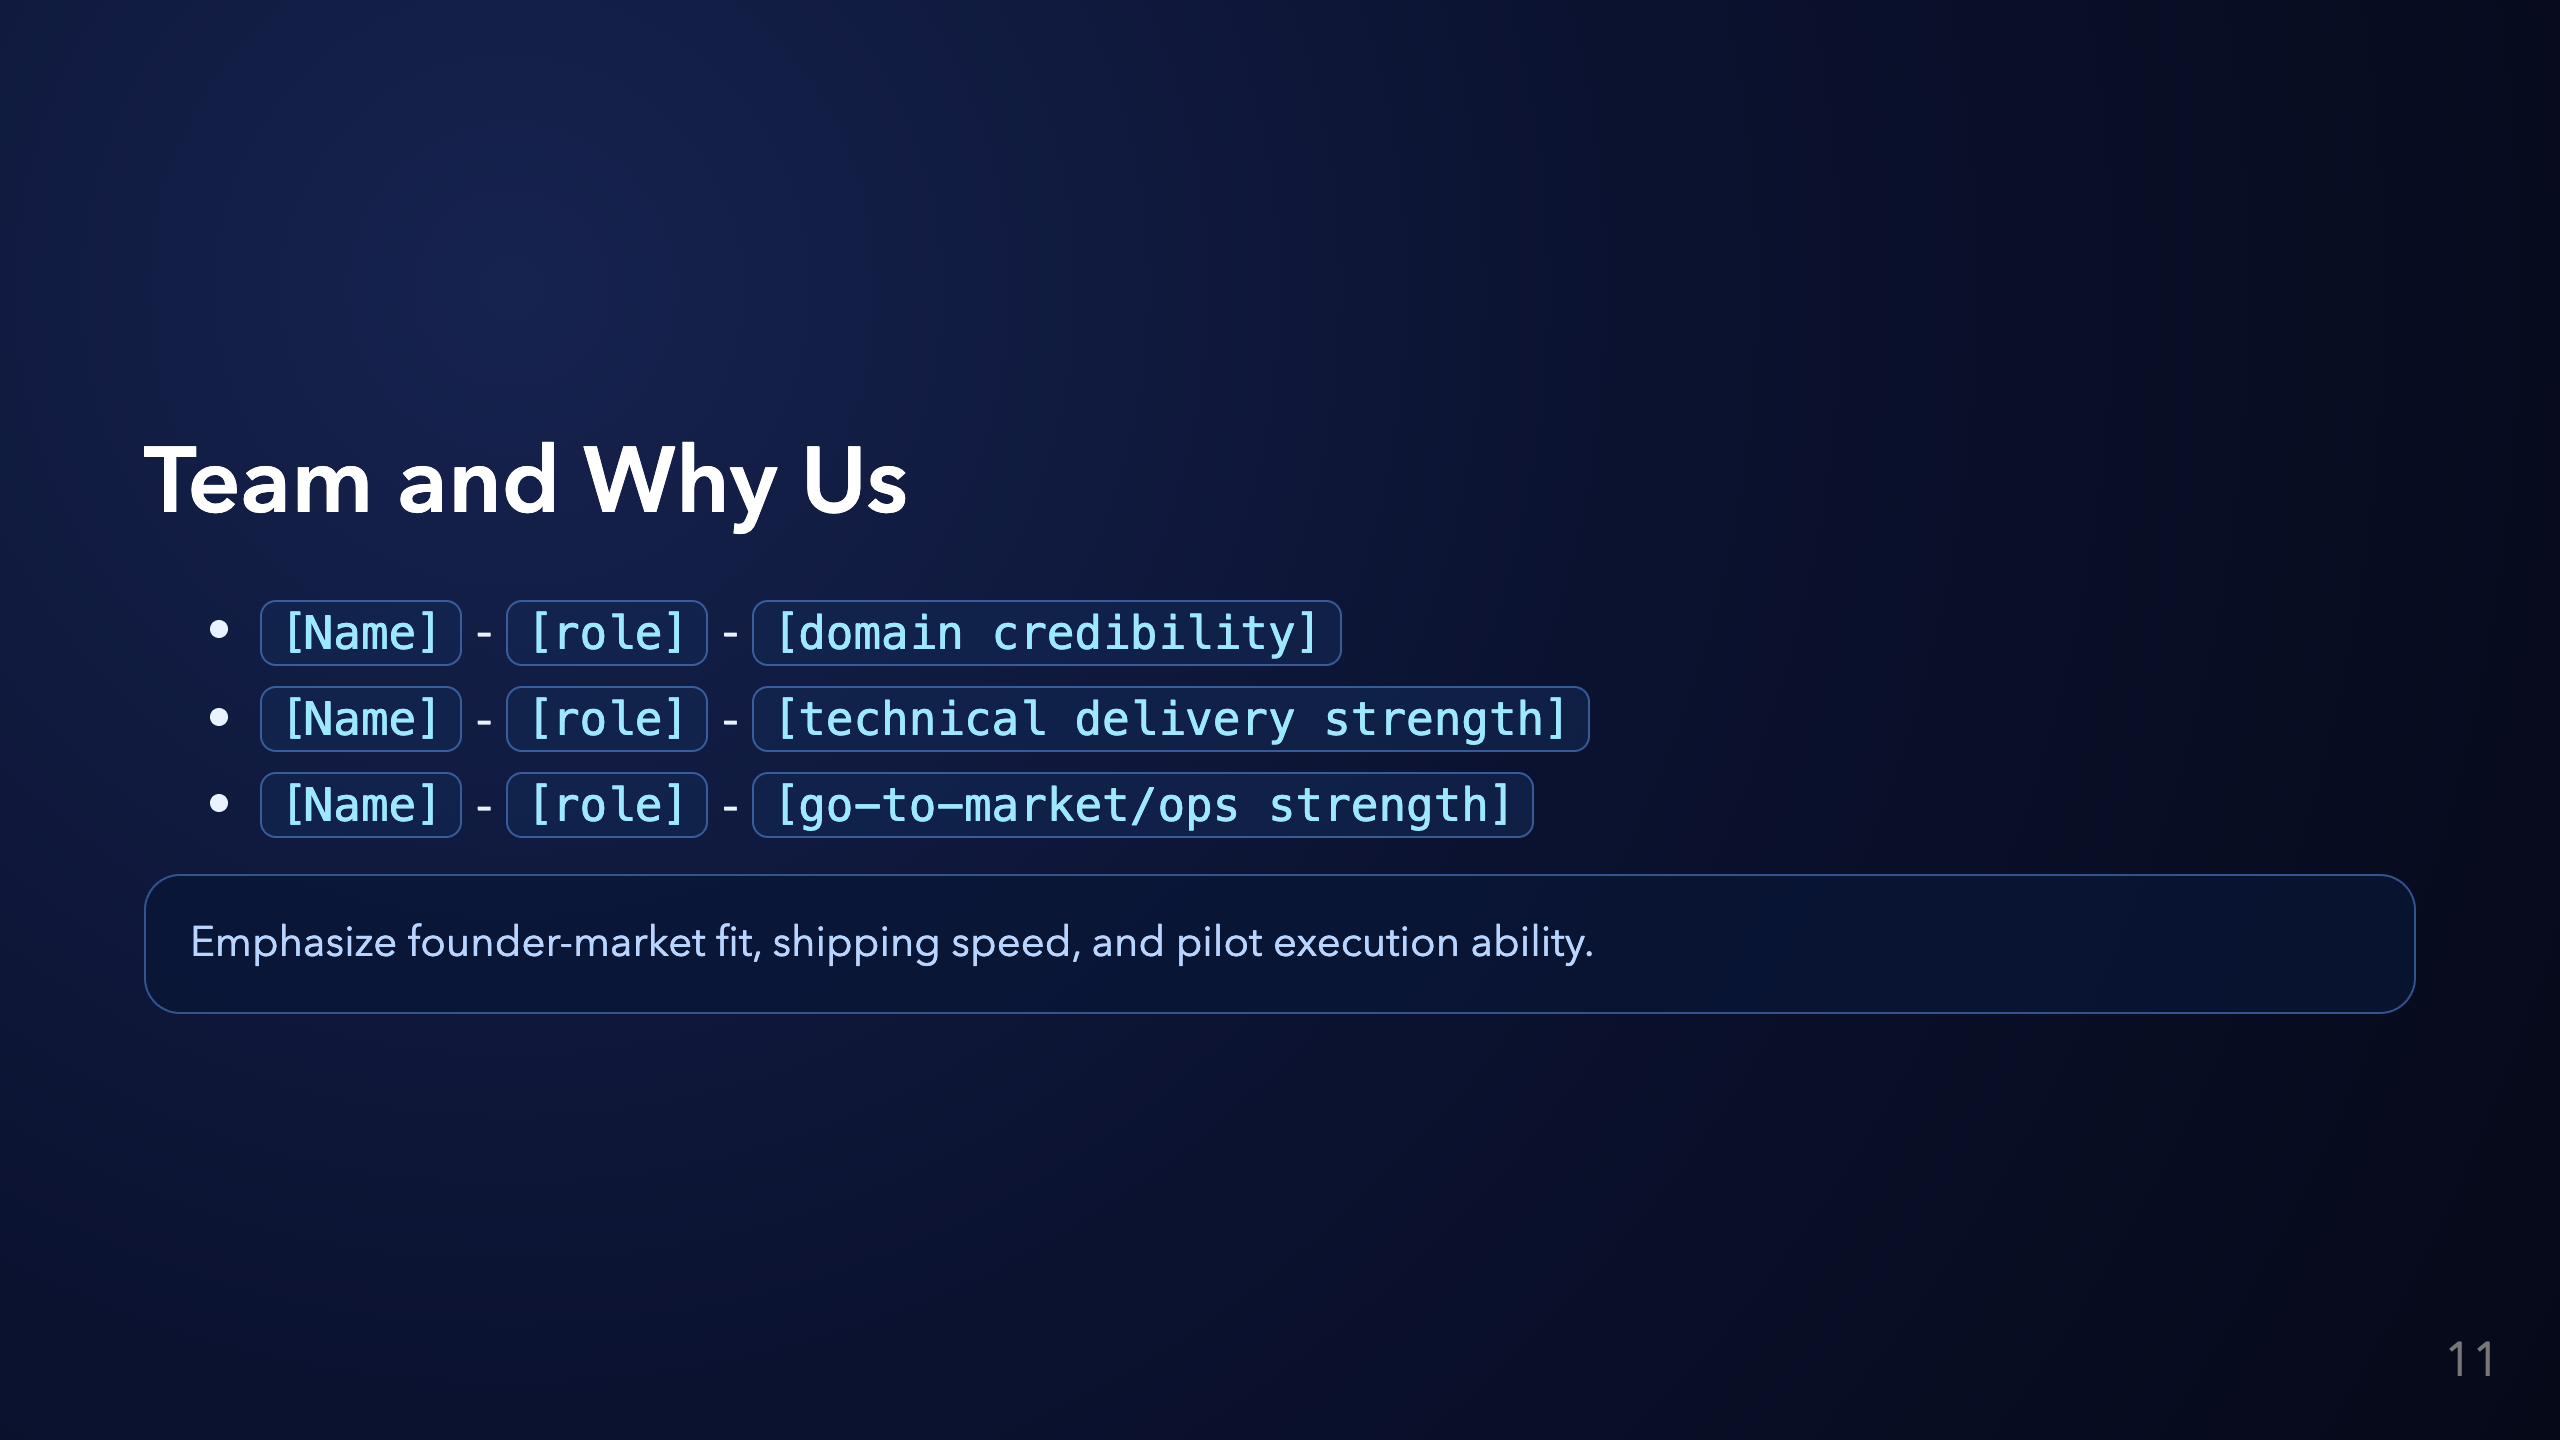 Team and Why Us
• [Name] - [role] - [domain credibility]
• [Name] - [role] - [technical delivery strength]
• [Name] - [role] - [go-to-market/ops strength]
Emphasize founder-market fit, shipping speed, and pilot execution ability.
11